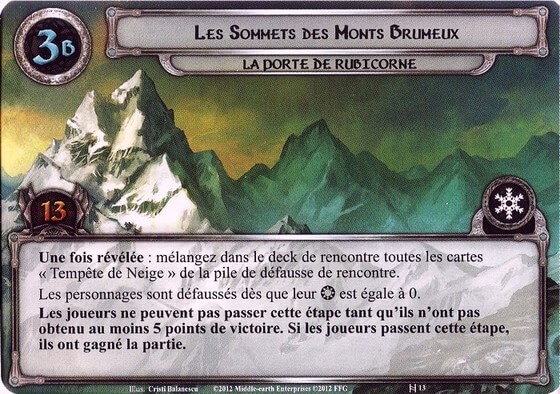 3B
Les Sommets des Monts Brumeux
La Porte de Rubicorne
13
Une fois révélée : mélangez dans le deck de rencontre toutes les cartes
« Tempête de Neige » de la pile de défausse de rencontre.
Les personnages sont défaussés dès que leur est égale à 0.
Les joueurs ne peuvent pas passer cette étape tant qu'ils n'ont pas
obtenu au moins 5 points de victoire. Si les joueurs passent cette étape,
ils ont gagné la partie.
Illus. Cristi Balanescu ©2012 Middle-earth Enterprises ©2012 FFG 13